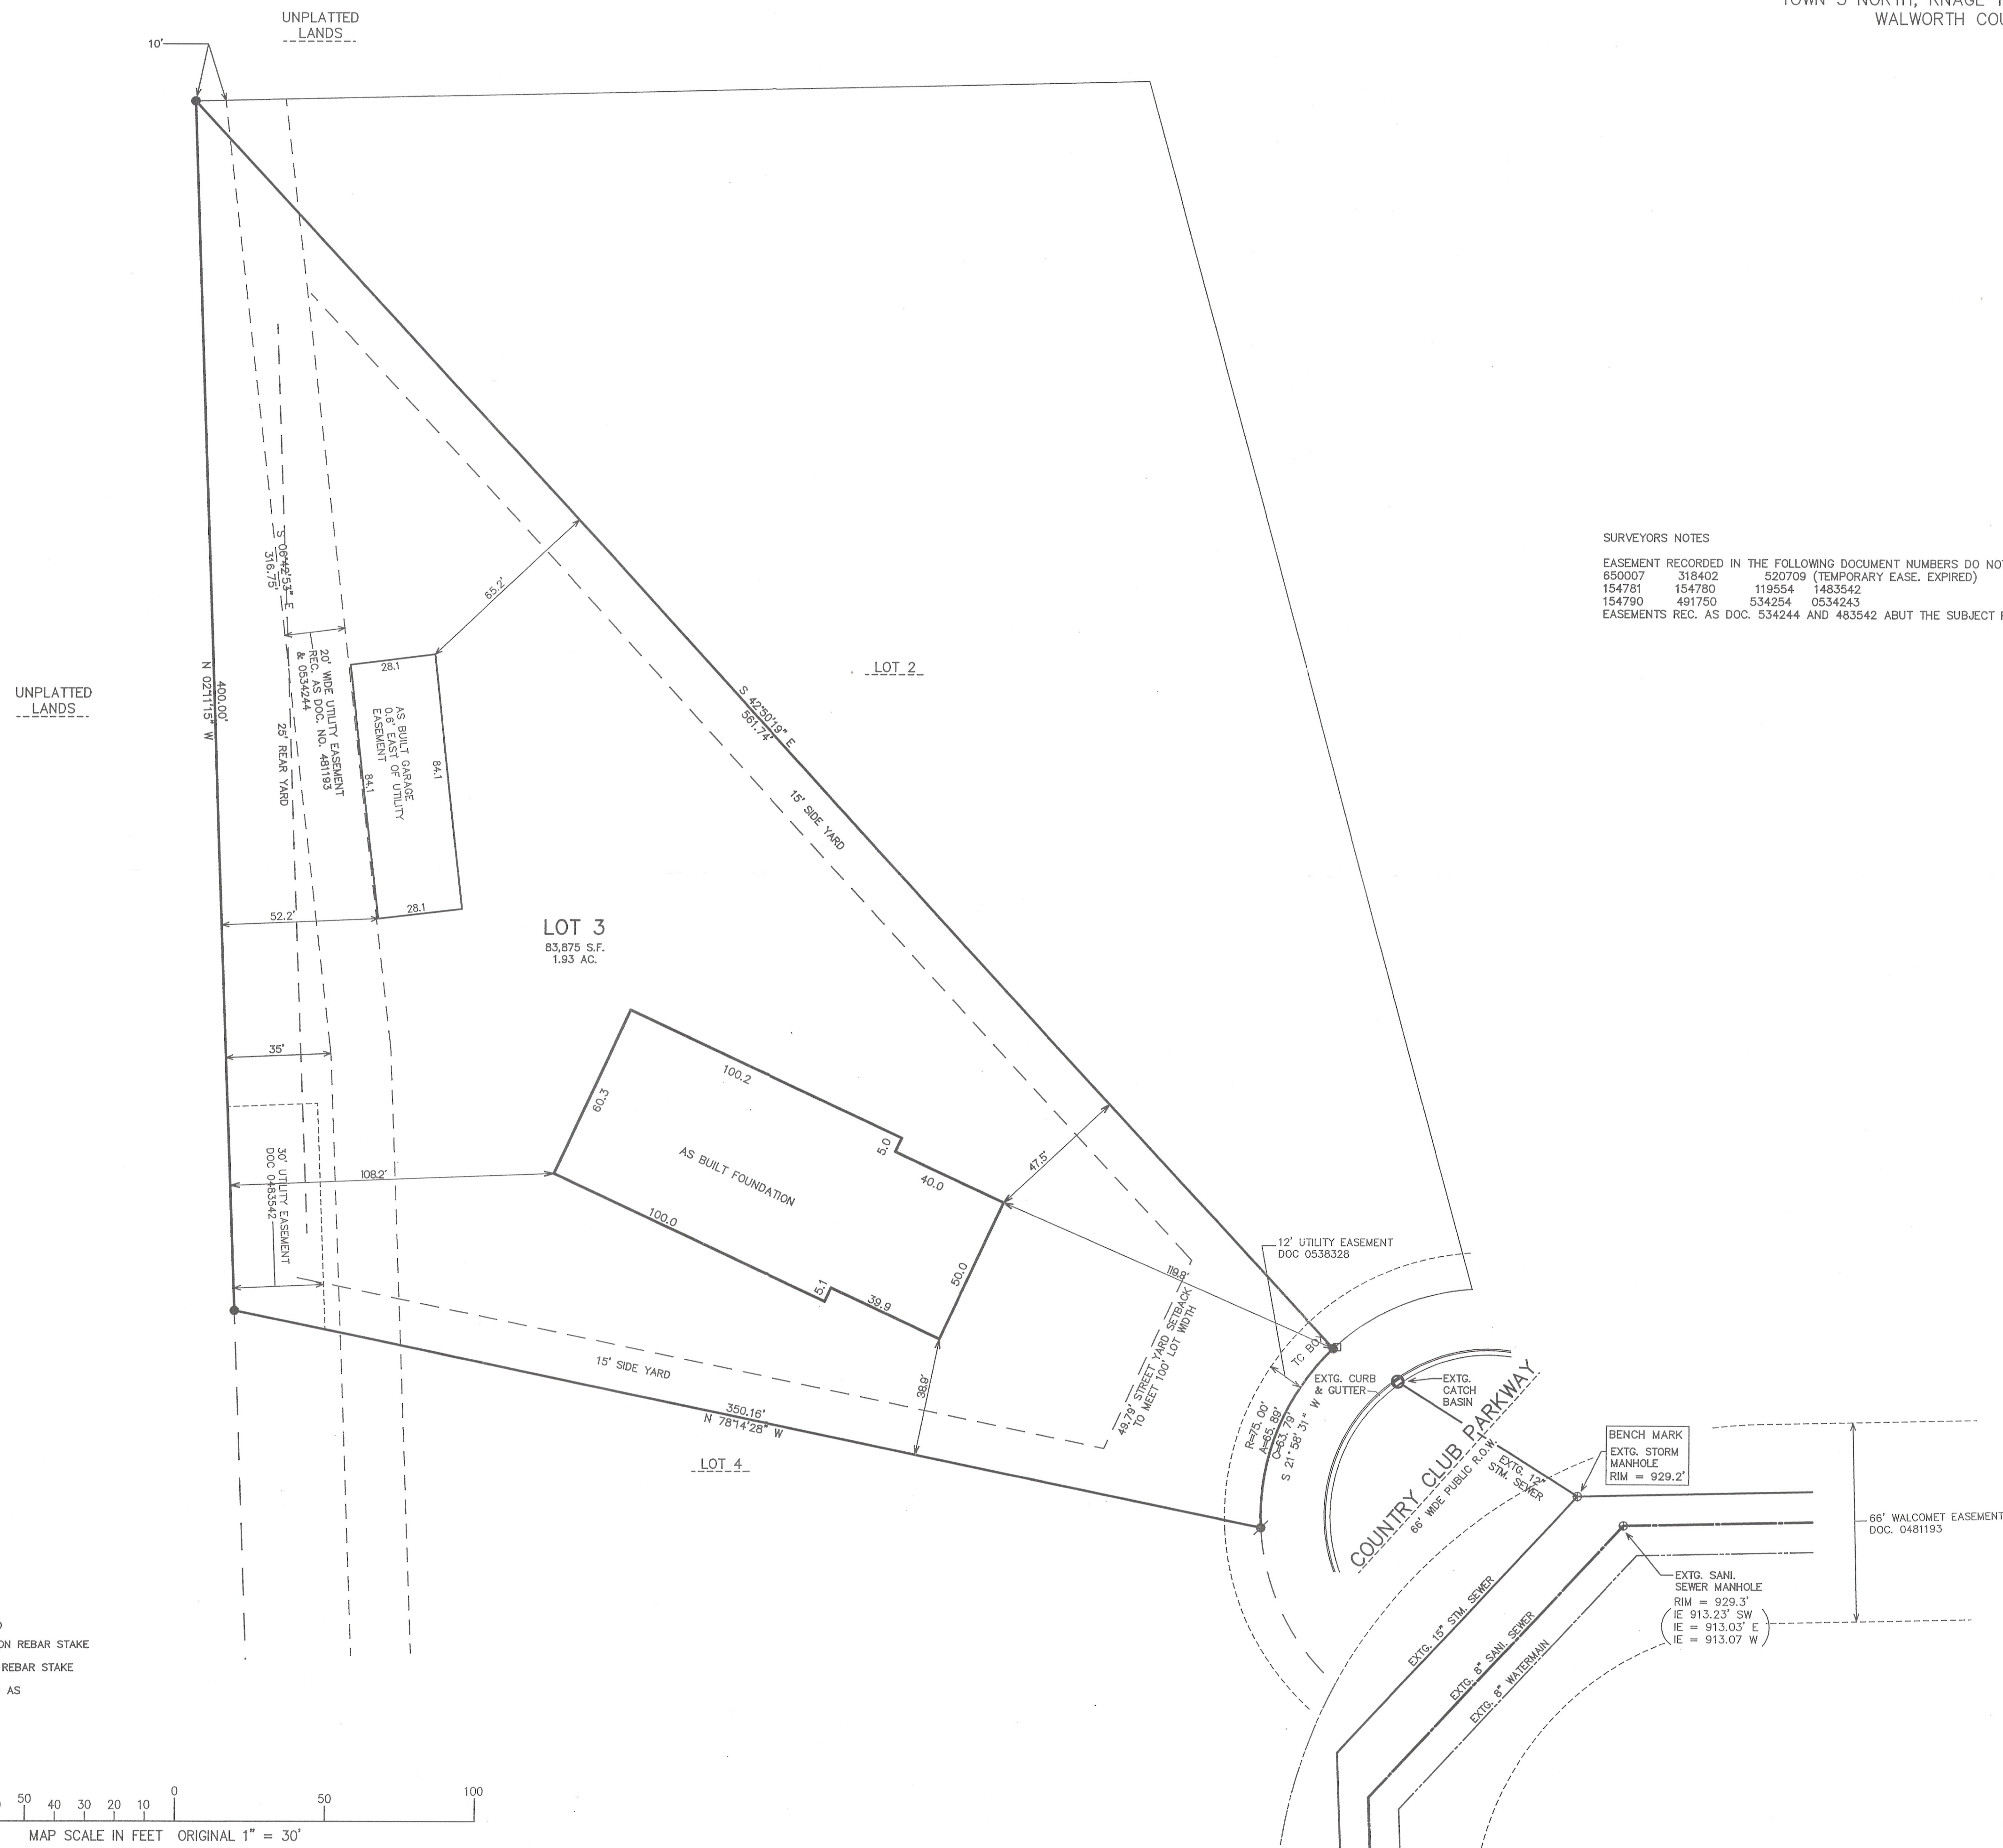 TOWN 3 NORTH, RNAGE
WALWORTH COU
UNPLATTED
LANDS
10'
SURVEYORS NOTES
EASEMENT RECORDED IN THE FOLLOWING DOCUMENT NUMBERS DO NO
650007 318402 520709 (TEMPORARY EASE. EXPIRED)
154781 154780 119554 1483542
154790 491750 534254 0534243
EASEMENTS REC. AS DOC. 534244 AND 483542 ABUT THE SUBJECT
S 06°42'53" E
316.75'
65.2'
28.1
20' WIDE UTILITY EASEMENT
REC. AS DOC. NO. 481193
& 0534244
LOT 2
UNPLATTED
LANDS
N 02°11'15" W
400.00'
25' REAR YARD
AS BUILT GARAGE
0.6' EAST OF UTILITY
EASEMENT
84.1
84.1
S 42°50'19" E
561.74'
15' SIDE YARD
52.2'
28.1
LOT 3
83,875 S.F.
1.93 AC.
35'
100.2
60.3
5.0
40.0
47.5'
AS BUILT FOUNDATION
30' UTILITY EASEMENT
DOC 0483542
108.2'
100.0
5.1
39.9
50.0
119.8'
12' UTILITY EASEMENT
DOC 0538328
49.79' STREET YARD SETBACK
TO MEET 100' LOT WIDTH
15' SIDE YARD
38.9'
350.16'
N 78°14'28" W
LOT 4
TC BOX
R=75.00'
A=65.89'
C=63.79'
S 21°58'31" W
EXTG. CURB
& GUTTER
EXTG.
CATCH
BASIN
COUNTRY CLUB PARKWAY
66' WIDE PUBLIC R.O.W.
EXTG. 12"
STM. SEWER
BENCH MARK
EXTG. STORM
MANHOLE
RIM = 929.2'
66' WALCOMET EASEMENT
DOC. 0481193
EXTG. SANI.
SEWER MANHOLE
RIM = 929.3'
IE 913.23' SW
IE = 913.03' E
IE = 913.07 W
EXTG. 15" STM. SEWER
EXTG. 8" SANI. SEWER
EXTG. 8" WATERMAIN
ON REBAR STAKE
REBAR STAKE
AS
50 40 30 20 10 0 50 100
MAP SCALE IN FEET ORIGINAL 1" = 30'